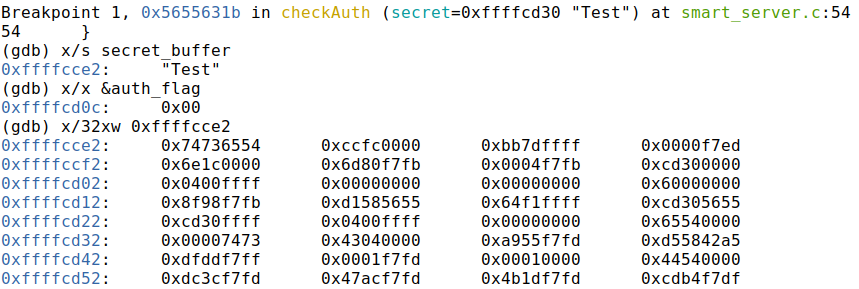 Breakpoint 1, 0x5655631b in checkAuth (secret=0xffffcd30 "Test") at smart_server.c:54
54      }
(gdb) x/s secret_buffer
0xffffcce2:     "Test"
(gdb) x/x &auth_flag
0xffffcd0c:     0x00
(gdb) x/32xw 0xffffcce2
0xffffcce2:     0x74736554      0xccfc0000      0xbb7dffff      0x0000f7ed
0xffffccf2:     0x6e1c0000      0x6d80f7fb      0x0004f7fb      0xcd300000
0xffffcd02:     0x0400ffff      0x00000000      0x00000000      0x60000000
0xffffcd12:     0x8f98f7fb      0xd1585655      0x64f1ffff      0xcd305655
0xffffcd22:     0xcd30ffff      0x0400ffff      0x00000000      0x65540000
0xffffcd32:     0x00007473      0x43040000      0xa955f7fd      0xd55842a5
0xffffcd42:     0xdfddf7ff      0x0001f7fd      0x00010000      0x44540000
0xffffcd52:     0xdc3cf7fd      0x47acf7fd      0x4b1df7fd      0xcdb4f7df